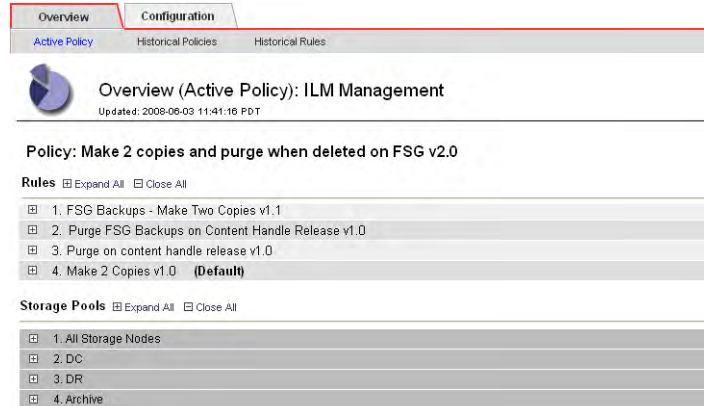 Overview Configuration
Active Policy Historical Policies Historical Rules
Overview (Active Policy): ILM Management
Updated: 2008-06-03 11:41:16 PDT
Policy: Make 2 copies and purge when deleted on FSG v2.0
Rules Expand All Close All
1. FSG Backups - Make Two Copies v1.1
2. Purge FSG Backups on Content Handle Release v1.0
3. Purge on content handle release v1.0
4. Make 2 Copies v1.0 (Default)
Storage Pools Expand All Close All
1. All Storage Nodes
2. DC
3. DR
4. Archive